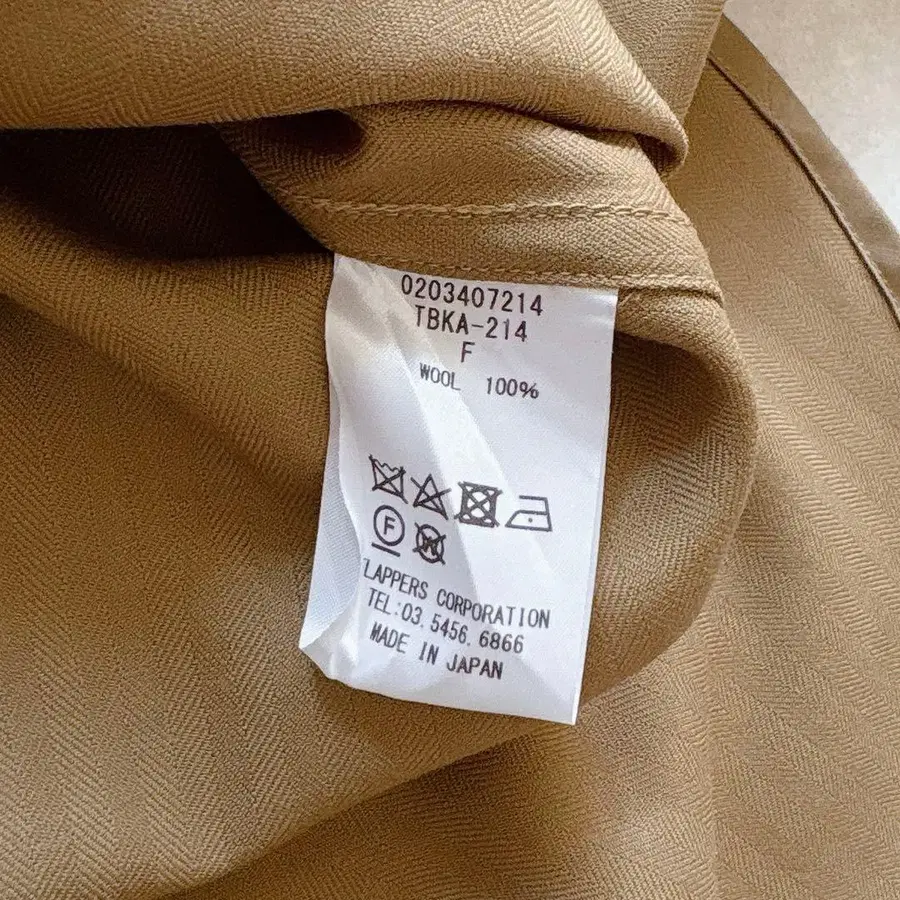 0203407214
TBKA-214
F
WOOL 100%
F
W
LAPPERS CORPORATION
TEL:03.5456.6866
MADE IN JAPAN